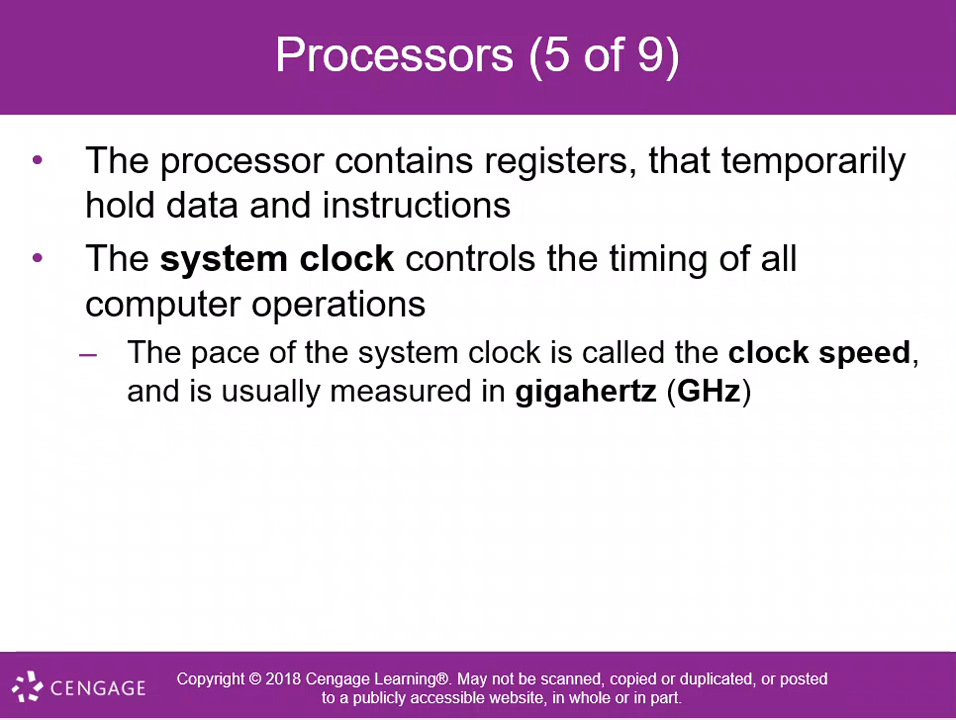 Processors (5 of 9)
• The processor contains registers, that temporarily
hold data and instructions
• The system clock controls the timing of all
computer operations
– The pace of the system clock is called the clock speed,
and is usually measured in gigahertz (GHz)
CENGAGE
Copyright © 2018 Cengage Learning®. May not be scanned, copied or duplicated, or posted
to a publicly accessible website, in whole or in part.